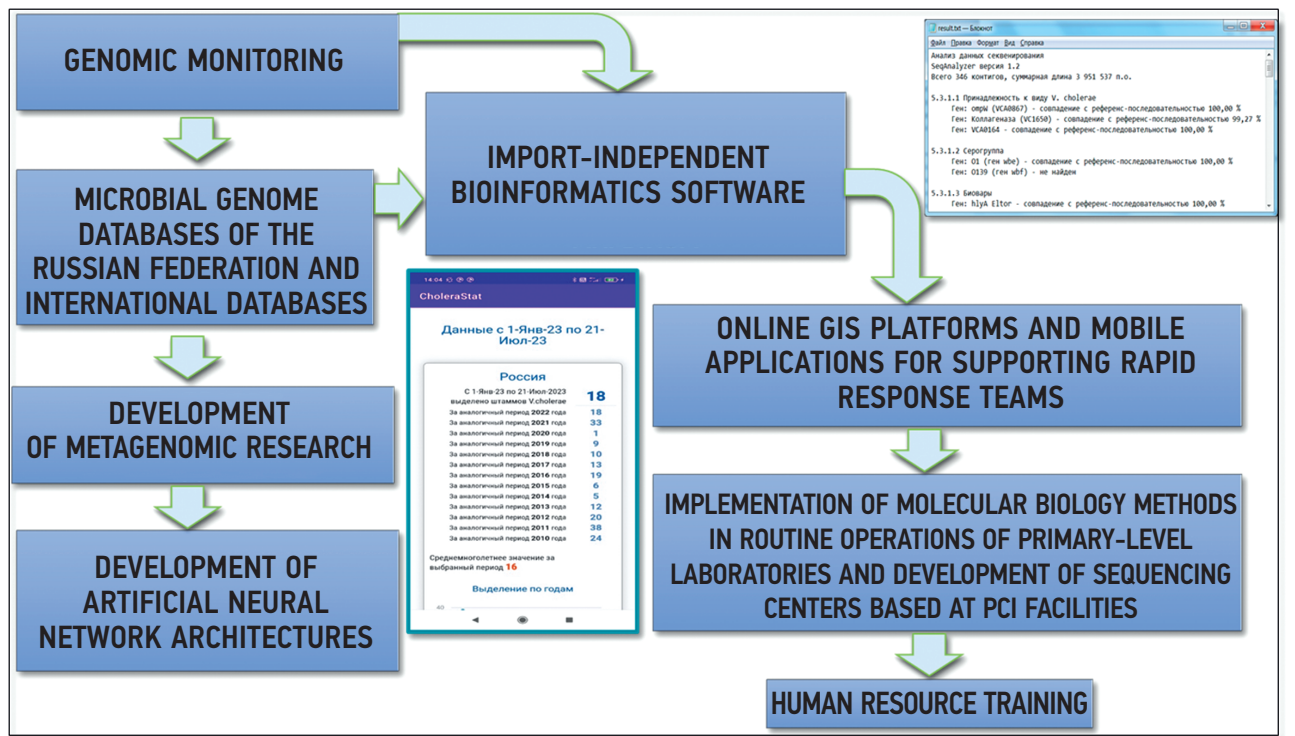 GENOMIC MONITORING
MICROBIAL GENOME
DATABASES OF THE
RUSSIAN FEDERATION AND
INTERNATIONAL DATABASES
DEVELOPMENT
OF METAGENOMIC RESEARCH
DEVELOPMENT OF
ARTIFICIAL NEURAL
NETWORK ARCHITECTURES
IMPORT-INDEPENDENT
BIOINFORMATICS SOFTWARE
14:04
CholeraStat
Данные с 1-Янв-23 по 21-
Июл-23
Россия
С 1-Янв-23 по 21-Июл-2023
выделено штаммов V.cholerae 18
За аналогичный период 2022 года 18
За аналогичный период 2021 года 33
За аналогичный период 2020 года 1
За аналогичный период 2019 года 9
За аналогичный период 2018 года 10
За аналогичный период 2017 года 13
За аналогичный период 2016 года 19
За аналогичный период 2015 года 6
За аналогичный период 2014 года 5
За аналогичный период 2013 года 12
За аналогичный период 2012 года 20
За аналогичный период 2011 года 38
За аналогичный период 2010 года 24
Среднемноголетнее значение за
выбранный период 16
Выделение по годам
40
result.txt — Блокнот
Файл Правка Формат Вид Справка
Анализ данных секвенирования
SeqAnalyzer версия 1.2
Всего 346 контигов, суммарная длина 3 951 537 п.о.
5.3.1.1 Принадлежность к виду V. cholerae
Ген: ompW (VCA0867) - совпадение с референс-последовательностью 100,00 %
Ген: Коллагеназа (VC1650) - совпадение с референс-последовательностью 99,27 %
Ген: VCA0164 - совпадение с референс-последовательностью 100,00 %
5.3.1.2 Серогруппа
Ген: O1 (ген wbe) - совпадение с референс-последовательностью 100,00 %
Ген: O139 (ген wbf) - не найден
5.3.1.3 Биовары
Ген: hlyA Eltor - совпадение с референс-последовательностью 100,00 %
ONLINE GIS PLATFORMS AND MOBILE
APPLICATIONS FOR SUPPORTING RAPID
RESPONSE TEAMS
IMPLEMENTATION OF MOLECULAR BIOLOGY METHODS
IN ROUTINE OPERATIONS OF PRIMARY-LEVEL
LABORATORIES AND DEVELOPMENT OF SEQUENCING
CENTERS BASED AT PCI FACILITIES
HUMAN RESOURCE TRAINING